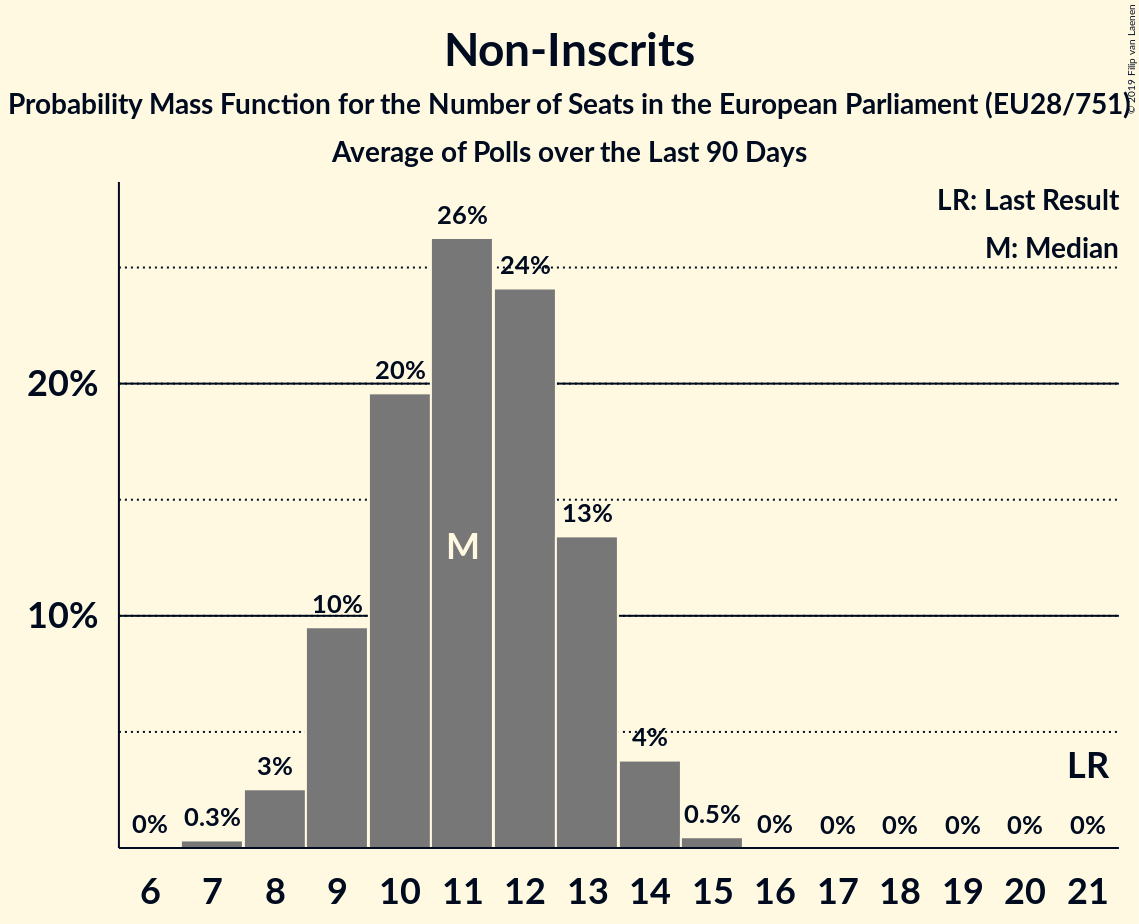 Non-Inscrits
Probability Mass Function for the Number of Seats in the European Parliament (EU28/751)
Average of Polls over the Last 90 Days
© 2019 Filip van Laenen
LR: Last Result
M: Median
26%
24%
20%
20%
13%
M
10%
10%
4%
LR
3%
0%
0.3%
0.5%
0%
0%
0%
0%
0%
0%
6 7 8 9 10 11 12 13 14 15 16 17 18 19 20 21